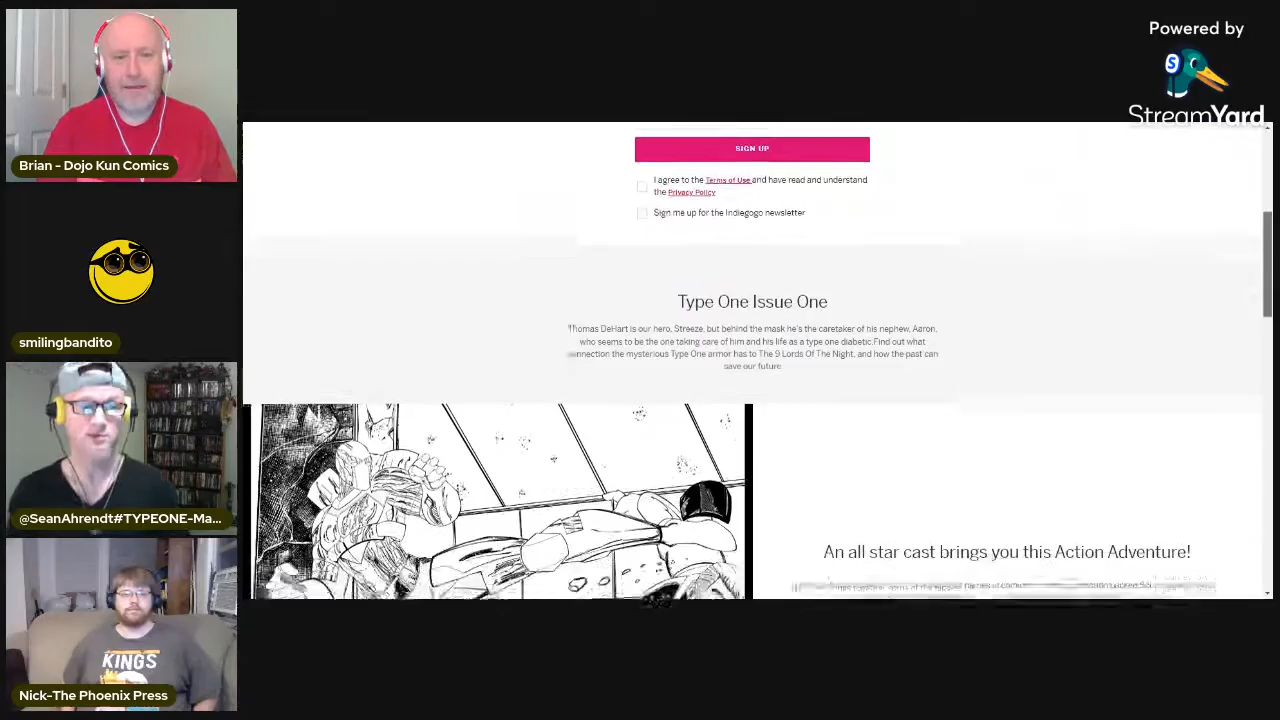 Powered by
StreamYard
Brian - Dojo Kun Comics
smilingbandito
@SeanAhrendt#TYPEONE-Ma...
KINGS
Nick-The Phoenix Press
SIGN UP
I agree to the Terms of Use and have read and understand
the Privacy Policy
Sign me up for the Indiegogo newsletter
Type One Issue One
Thomas DeHart is our hero, Streeze, but behind the mask he's the caretaker of his nephew, Aaron,
who seems to be the one taking care of him and his life as a type one diabetic.Find out what
connection the mysterious Type One armor has to The 9 Lords Of The Night, and how the past can
save our future
An all star cast brings you this Action Adventure!